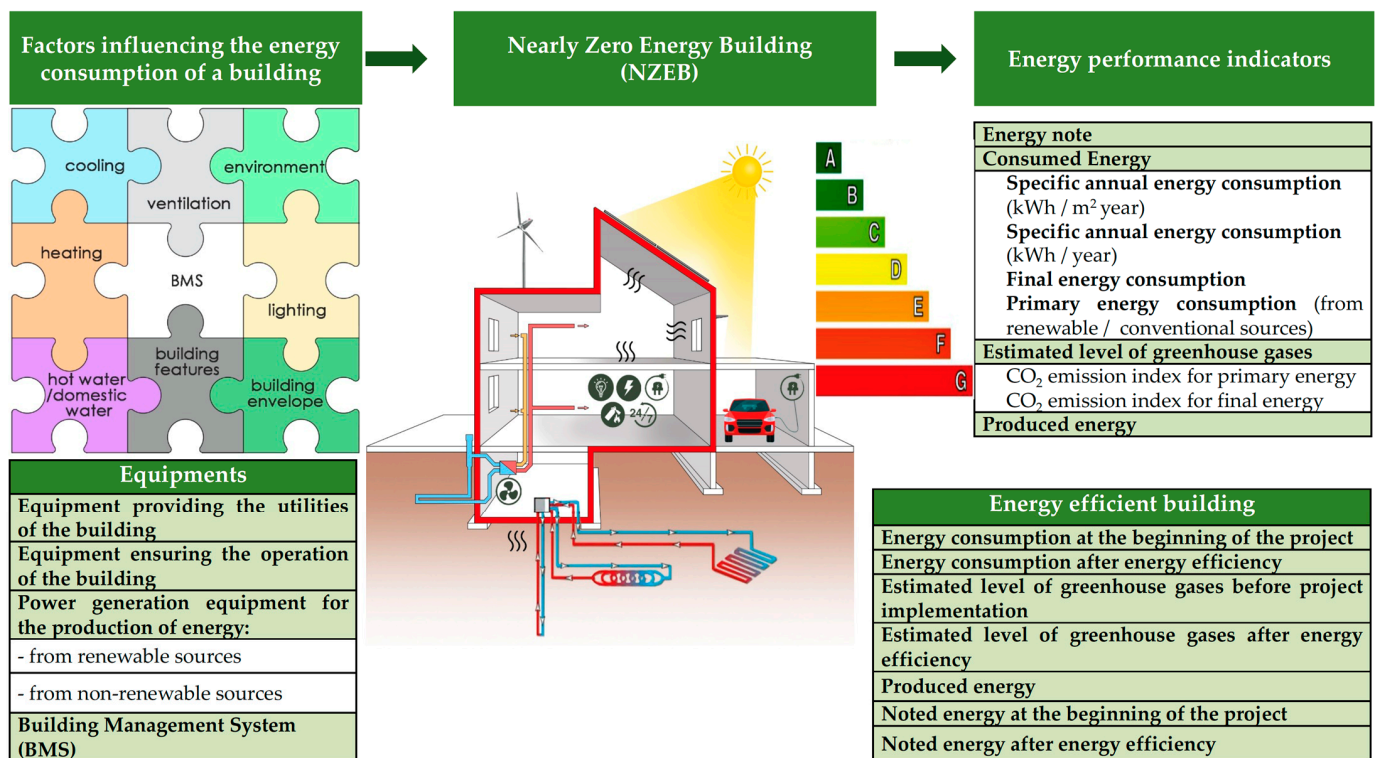 Factors influencing the energy
consumption of a building
Nearly Zero Energy Building
(NZEB)
Energy performance indicators
cooling
ventilation
environment
heating
BMS
lighting
hot water
/domestic
water
building
features
building
envelope
Equipments
Equipment providing the utilities
of the building
Equipment ensuring the operation
of the building
Power generation equipment for
the production of energy:
- from renewable sources
- from non-renewable sources
Building Management System
(BMS)
A
B
C
D
E
F
G
24/7
Energy note
Consumed Energy
Specific annual energy consumption
(kWh / m² year)
Specific annual energy consumption
(kWh / year)
Final energy consumption
Primary energy consumption (from
renewable / conventional sources)
Estimated level of greenhouse gases
CO₂ emission index for primary energy
CO₂ emission index for final energy
Produced energy
Energy efficient building
Energy consumption at the beginning of the project
Energy consumption after energy efficiency
Estimated level of greenhouse gases before project
implementation
Estimated level of greenhouse gases after energy
efficiency
Produced energy
Noted energy at the beginning of the project
Noted energy after energy efficiency